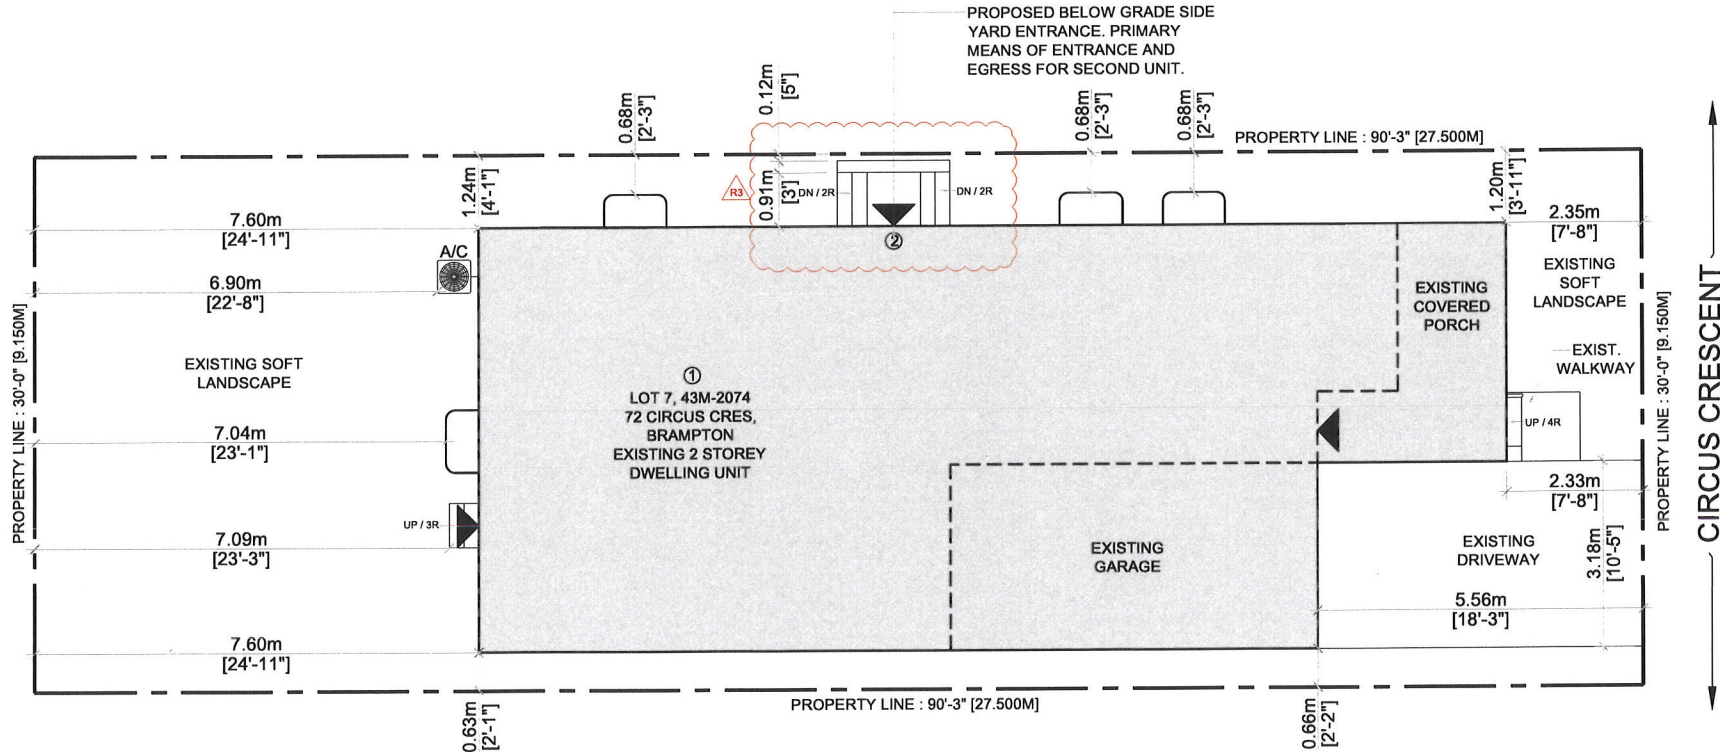 PROPOSED BELOW GRADE SIDE
YARD ENTRANCE. PRIMARY
MEANS OF ENTRANCE AND
EGRESS FOR SECOND UNIT.
0.68m
[2'-3"]
0.12m
[5"]
0.68m
[2'-3"]
0.68m
[2'-3"]
PROPERTY LINE : 90'-3" [27.500M]
1.24m
[4'-1"]
R3
0.91m
[3']
DN / 2R
DN / 2R
1.20m
[3'-11"]
7.60m
[24'-11"]
2.35m
[7'-8"]
2
A/C
6.90m
[22'-8"]
EXISTING
COVERED
PORCH
EXISTING
SOFT
LANDSCAPE
PROPERTY LINE : 30'-0" [9.150M]
EXISTING SOFT
LANDSCAPE
EXIST.
WALKWAY
PROPERTY LINE : 30'-0" [9.150M]
CIRCUS CRESCENT
1
LOT 7, 43M-2074
72 CIRCUS CRES,
BRAMPTON
EXISTING 2 STOREY
DWELLING UNIT
7.04m
[23'-1"]
UP / 4R
2.33m
[7'-8"]
UP / 3R
7.09m
[23'-3"]
EXISTING
GARAGE
EXISTING
DRIVEWAY
3.18m
[10'-5"]
5.56m
[18'-3"]
7.60m
[24'-11"]
0.63m
[2'-1"]
PROPERTY LINE : 90'-3" [27.500M]
0.66m
[2'-2"]